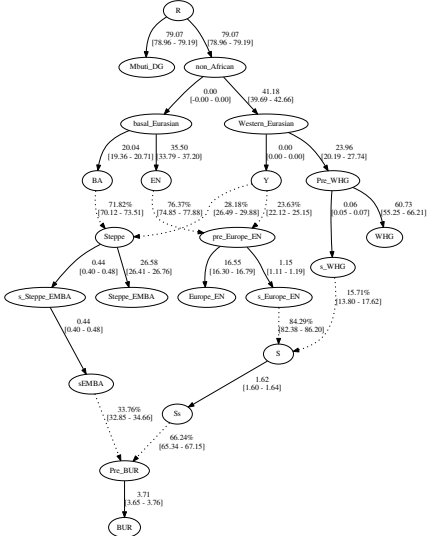 R
79.07
[78.96 - 79.19]
79.07
[78.96 - 79.19]
Mbuti_DG
non_African
0.00
[-0.00 - 0.00]
41.18
[39.69 - 42.66]
basal_Eurasian
Western_Eurasian
20.04
[19.36 - 20.71]
35.50
[33.79 - 37.20]
0.00
[0.00 - 0.00]
23.96
[20.19 - 27.74]
BA
EN
Y
Pre_WHG
71.82%
[70.12 - 73.51]
76.37%
[74.85 - 77.88]
28.18%
[26.49 - 29.88]
23.63%
[22.12 - 25.15]
0.06
[0.05 - 0.07]
60.73
[55.25 - 66.21]
Steppe
pre_Europe_EN
WHG
s_WHG
0.44
[0.40 - 0.48]
26.58
[26.41 - 26.76]
16.55
[16.30 - 16.79]
1.15
[1.11 - 1.19]
s_Steppe_EMBA
Steppe_EMBA
Europe_EN
s_Europe_EN
15.71%
[13.80 - 17.62]
0.44
[0.40 - 0.48]
84.29%
[82.38 - 86.20]
S
sEMBA
1.62
[1.60 - 1.64]
Ss
33.76%
[32.85 - 34.66]
66.24%
[65.34 - 67.15]
Pre_BUR
3.71
[3.65 - 3.76]
BUR